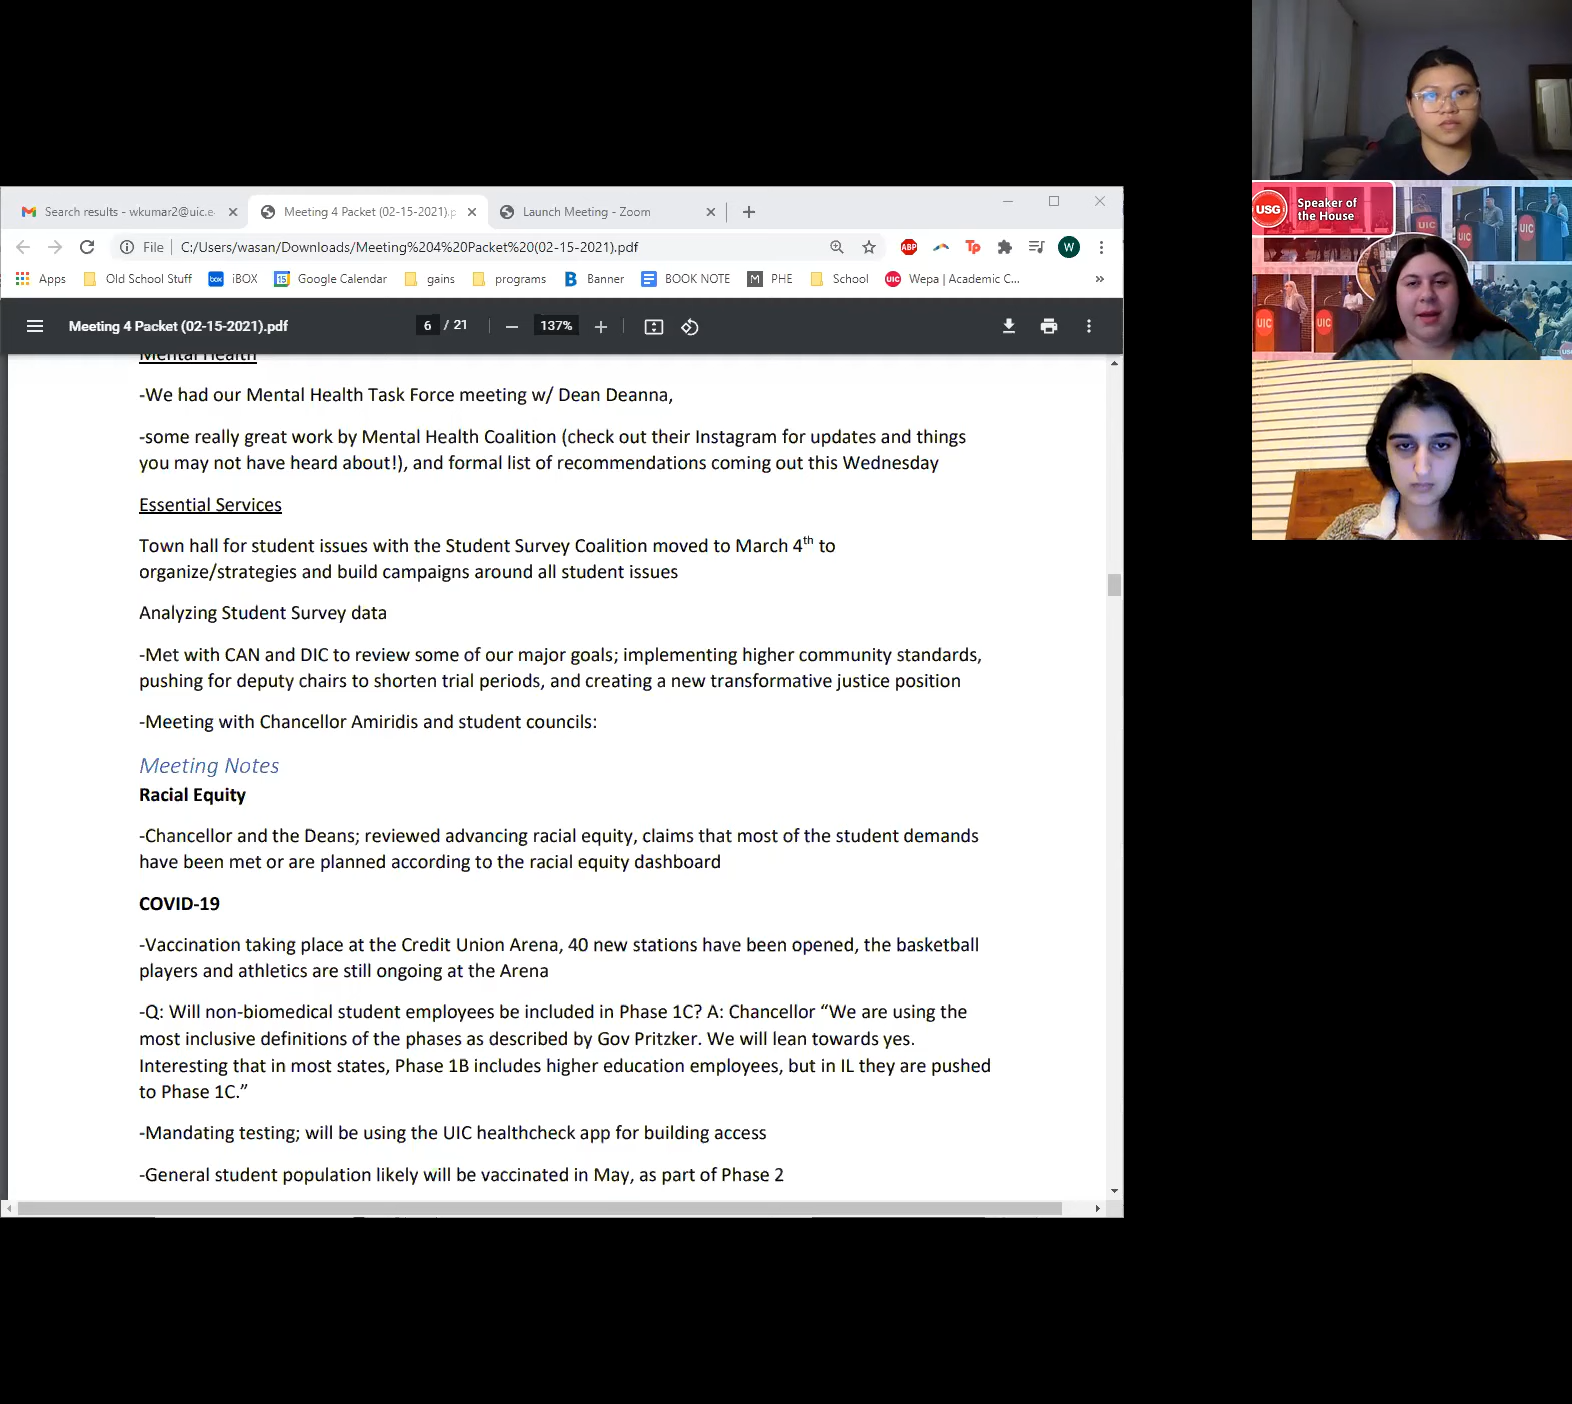 Search results - wkumar2@uic.e
Meeting 4 Packet (02-15-2021).p
Launch Meeting - Zoom
File
C:/Users/wasan/Downloads/Meeting%204%20Packet%20(02-15-2021).pdf
ABP
Tp
W
Apps
Old School Stuff
box
iBOX
15
Google Calendar
gains
programs
B
Banner
BOOK NOTE
M
PHE
School
UIC
Wepa | Academic C...
Meeting 4 Packet (02-15-2021).pdf
6 / 21
137%
Mental Health
-We had our Mental Health Task Force meeting w/ Dean Deanna,
-some really great work by Mental Health Coalition (check out their Instagram for updates and things
you may not have heard about!), and formal list of recommendations coming out this Wednesday
Essential Services
Town hall for student issues with the Student Survey Coalition moved to March 4th to
organize/strategies and build campaigns around all student issues
Analyzing Student Survey data
-Met with CAN and DIC to review some of our major goals; implementing higher community standards,
pushing for deputy chairs to shorten trial periods, and creating a new transformative justice position
-Meeting with Chancellor Amiridis and student councils:
Meeting Notes
Racial Equity
-Chancellor and the Deans; reviewed advancing racial equity, claims that most of the student demands
have been met or are planned according to the racial equity dashboard
COVID-19
-Vaccination taking place at the Credit Union Arena, 40 new stations have been opened, the basketball
players and athletics are still ongoing at the Arena
-Q: Will non-biomedical student employees be included in Phase 1C? A: Chancellor “We are using the
most inclusive definitions of the phases as described by Gov Pritzker. We will lean towards yes.
Interesting that in most states, Phase 1B includes higher education employees, but in IL they are pushed
to Phase 1C.”
-Mandating testing; will be using the UIC healthcheck app for building access
-General student population likely will be vaccinated in May, as part of Phase 2
USG
Speaker of
the House
UIC
UIC
UIC
UIC
UIC